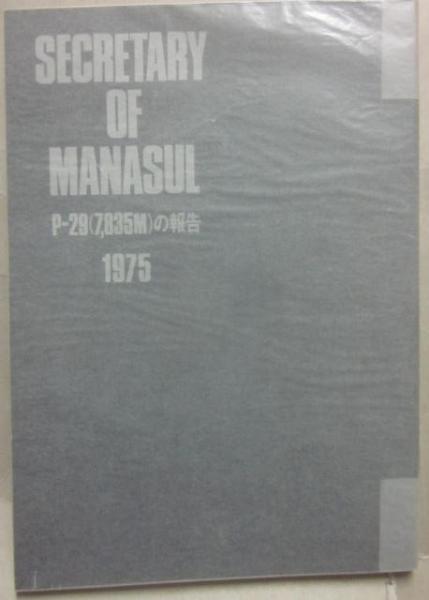 SECRETARY
OF
MANASUL
P-29(7,835M)の報告
1975